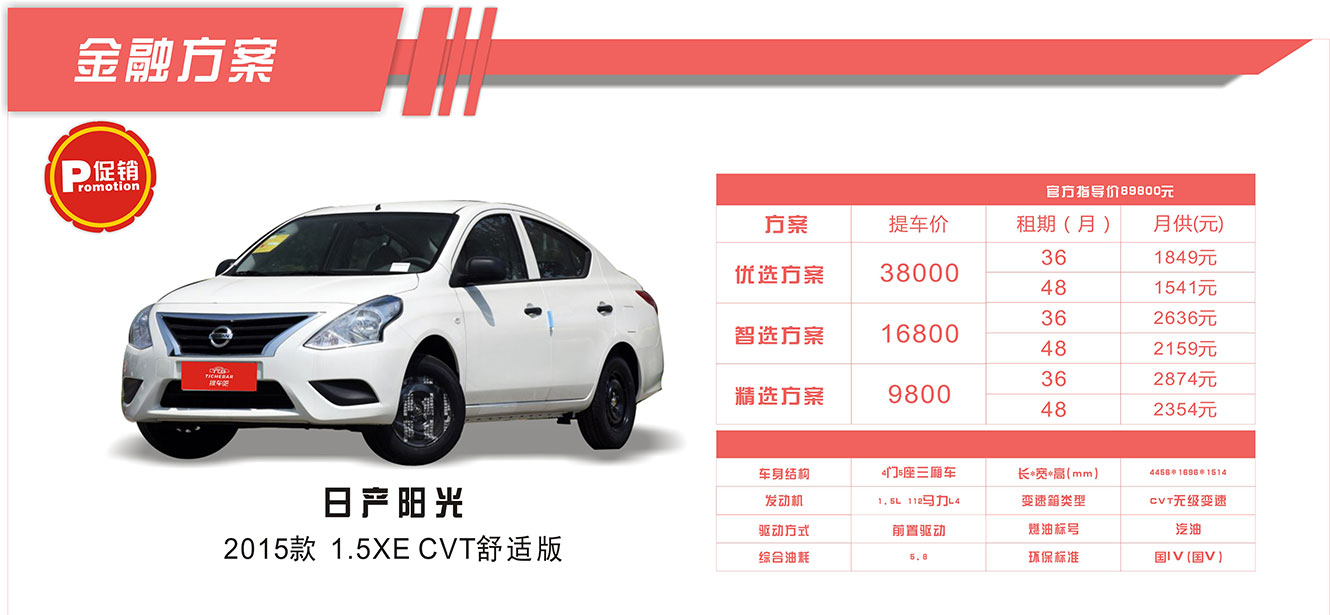 金融方案
P促销
romotion
官方指导价89800元
方案 提车价 租期(月) 月供(元)
优选方案 38000 36 1849元
48 1541元
智选方案 16800 36 2636元
48 2159元
精选方案 9800 36 2874元
48 2354元
TCB
TICHEBAR
提车吧
车身结构 4门5座三厢车 长*宽*高(mm) 4456*1696*1514
发动机 1.5L 112马力L4 变速箱类型 CVT无级变速
驱动方式 前置驱动 燃油标号 汽油
综合油耗 5.8 环保标准 国IV(国V)
日产阳光
2015款 1.5XE CVT舒适版